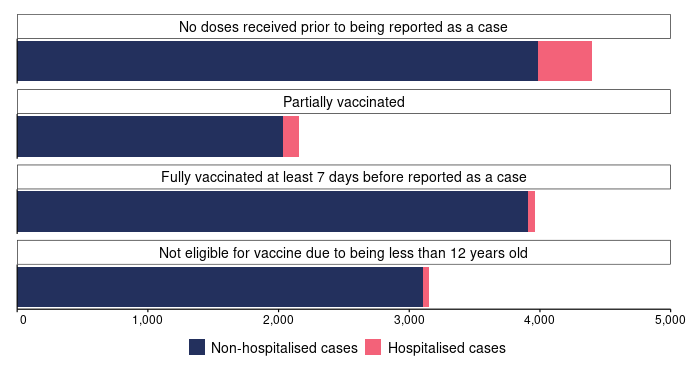 No doses received prior to being reported as a case
Partially vaccinated
Fully vaccinated at least 7 days before reported as a case
Not eligible for vaccine due to being less than 12 years old
0 1,000 2,000 3,000 4,000 5,000
Non-hospitalised cases Hospitalised cases